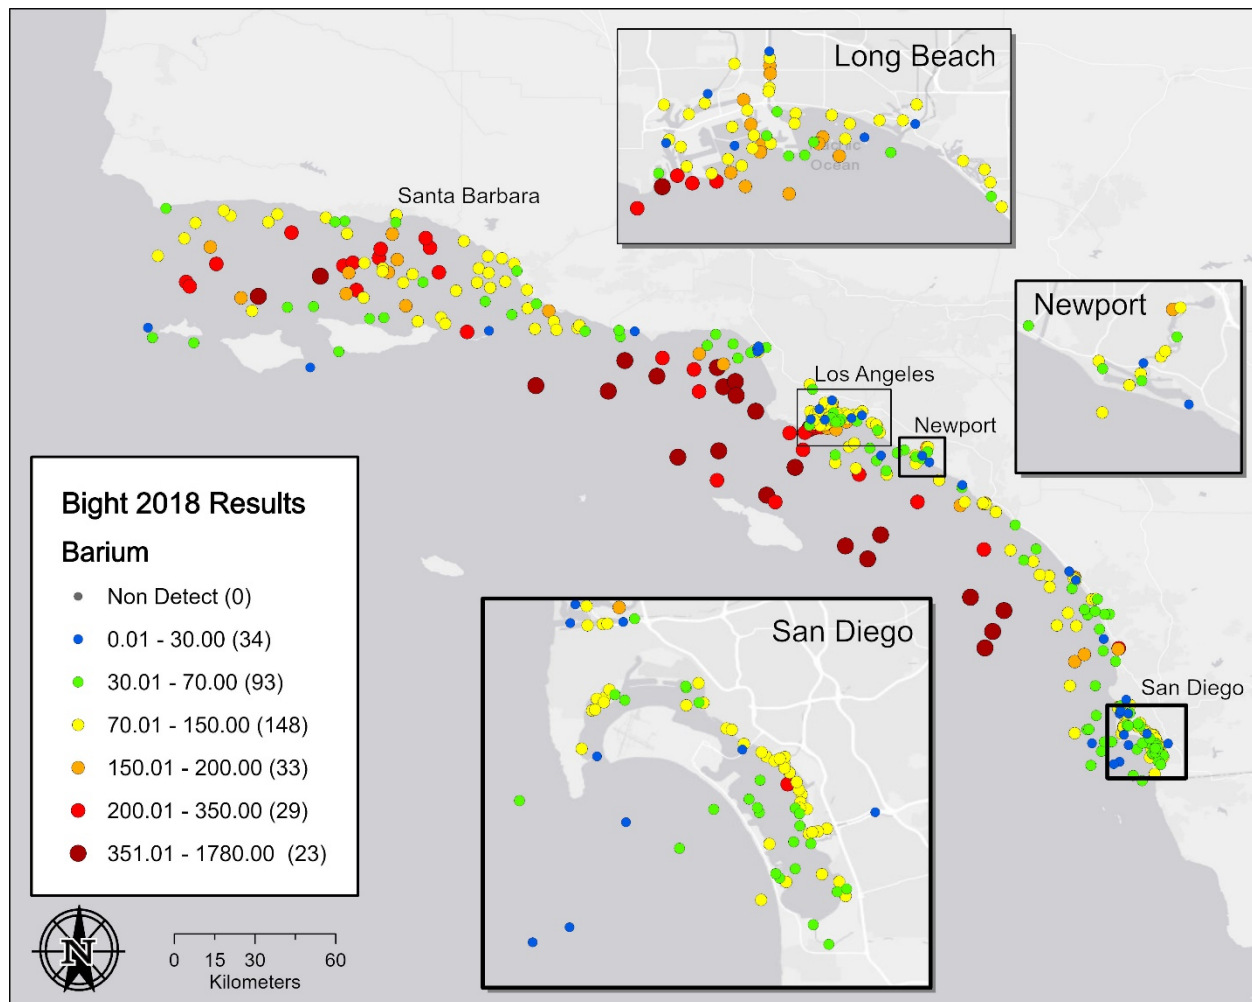 Long Beach
Pacific
Ocean
Santa Barbara
Newport
Los Angeles
Newport
Bight 2018 Results
Barium
Non Detect (0)
0.01 - 30.00 (34)
30.01 - 70.00 (93)
70.01 - 150.00 (148)
150.01 - 200.00 (33)
200.01 - 350.00 (29)
351.01 - 1780.00 (23)
San Diego
San Diego
N
0 15 30 60
Kilometers